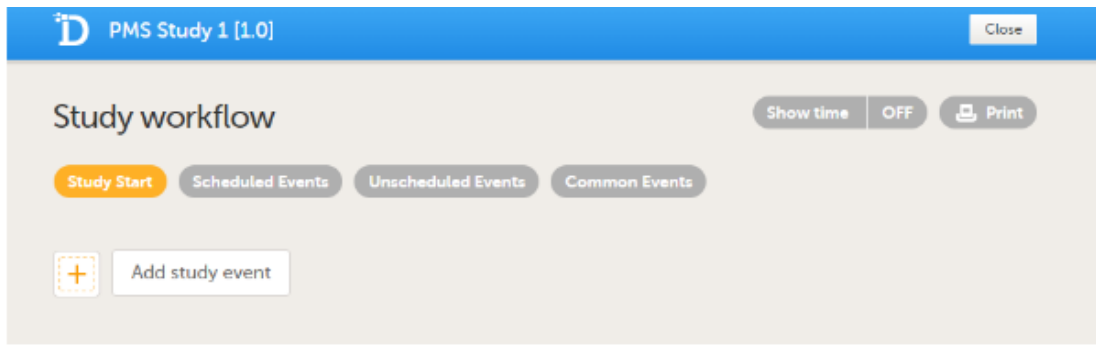 PMS Study 1 [1.0] Close
Study workflow Show time OFF Print
Study Start Scheduled Events Unscheduled Events Common Events
Add study event